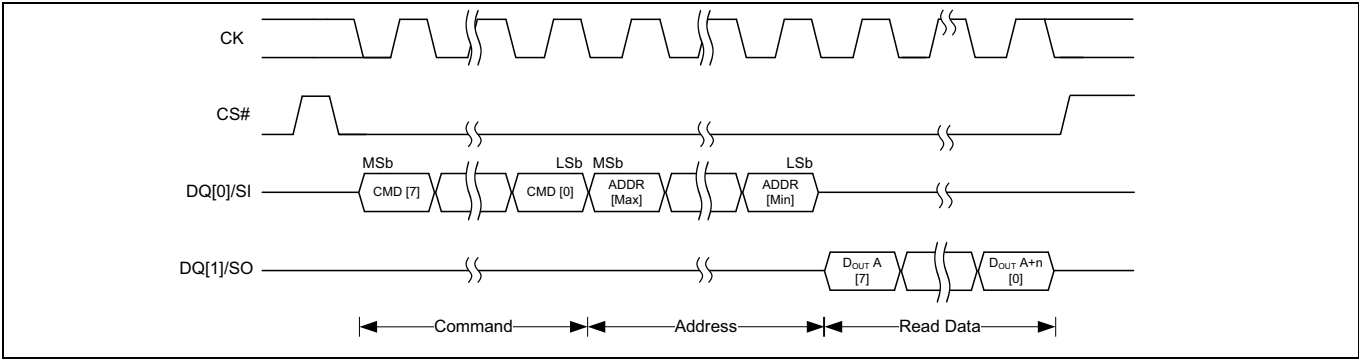 CK
CS#
MSb LSb MSb LSb
DQ[0]/SI CMD [7] CMD [0] ADDR [Max] ADDR [Min]
DQ[1]/SO DOUT A [7] DOUT A+n [0]
Command Address Read Data